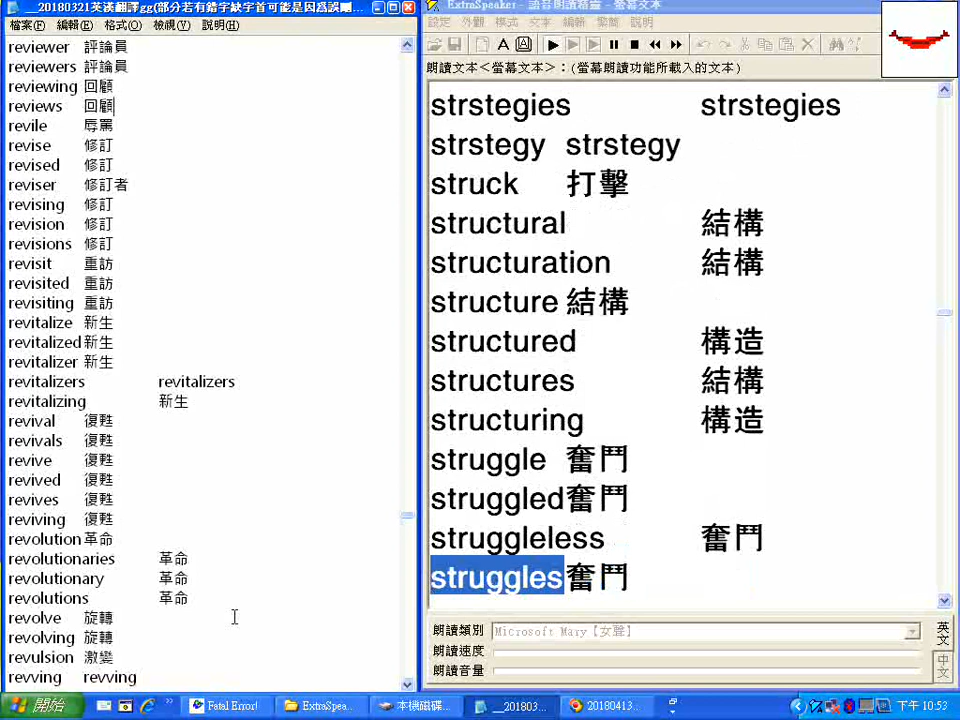 __20180321英漢翻譯gg(部分若有錯字缺字首可能是因爲誤刪...
檔案(F) 編輯(E) 格式(O) 檢視(V) 說明(H)
reviewer 評論員
reviewers 評論員
reviewing 回顧
reviews 回顧
revile 辱罵
revise 修訂
revised 修訂
reviser 修訂者
revising 修訂
revision 修訂
revisions 修訂
revisit 重訪
revisited 重訪
revisiting 重訪
revitalize 新生
revitalized 新生
revitalizer 新生
revitalizers revitalizers
revitalizing 新生
revival 復甦
revivals 復甦
revive 復甦
revived 復甦
revives 復甦
reviving 復甦
revolution 革命
revolutionaries 革命
revolutionary 革命
revolutions 革命
revolve 旋轉
revolving 旋轉
revulsion 激變
revving revving
ExtraSpeaker - 語音朗讀精靈 - 螢幕文本
設定 外觀 模式 文本 編輯 繁簡 說明
朗讀文本<螢幕文本>：(螢幕朗讀功能所載入的文本)
strstegies strstegies
strstegy strstegy
struck 打擊
structural 結構
structuration 結構
structure 結構
structured 構造
structures 結構
structuring 構造
struggle 奮鬥
struggled 奮鬥
struggleless 奮鬥
struggles 奮鬥
朗讀類別 Microsoft Mary【女聲】
朗讀速度
朗讀音量
英文
中文
開始 Fatal Error! ExtraSpea... 本機磁碟... __201803... 20180413... 下午 10:53